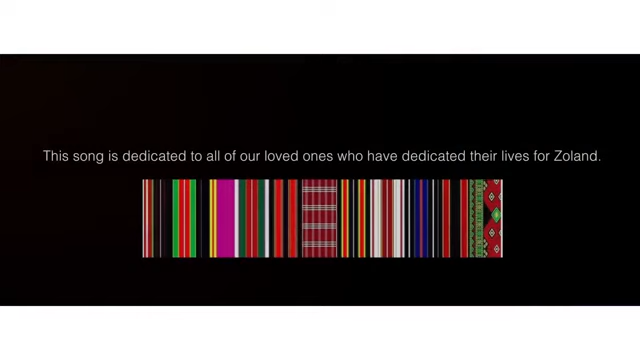 This song is dedicated to all of our loved ones who have dedicated their lives for Zoland.